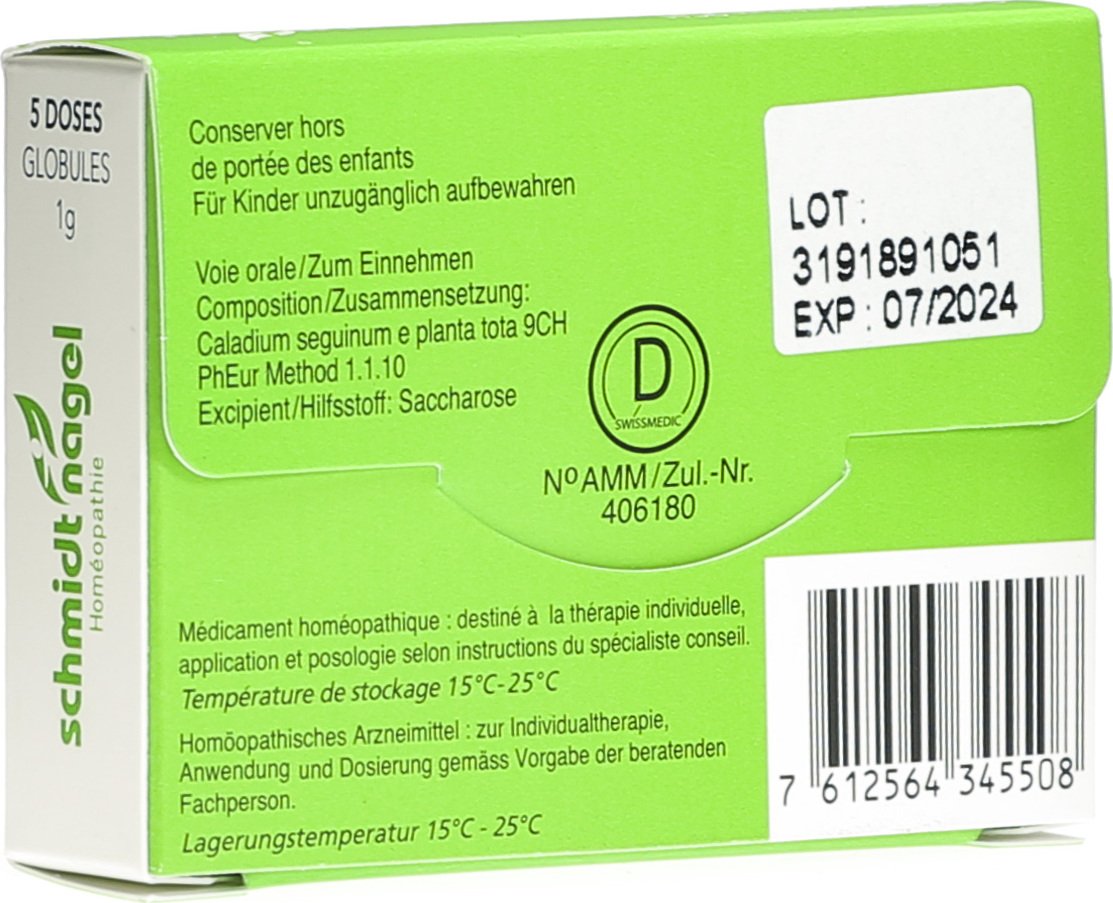 5 DOSES
GLOBULES
1g
schmidt nagel
Homéopathie
Conserver hors
de portée des enfants
Für Kinder unzugänglich aufbewahren
Voie orale/Zum Einnehmen
Composition/Zusammensetzung:
Caladium seguinum e planta tota 9CH
PhEur Method 1.1.10
Excipient/Hilfsstoff: Saccharose
LOT :
3191891051
EXP : 07/2024
D
SWISSMEDIC
Nº AMM/Zul.-Nr.
406180
Médicament homéopathique : destiné à la thérapie individuelle,
application et posologie selon instructions du spécialiste conseil.
Température de stockage 15°C-25°C
Homöopathisches Arzneimittel : zur Individualtherapie,
Anwendung und Dosierung gemäss Vorgabe der beratenden
Fachperson.
Lagerungstemperatur 15°C - 25°C
7 612564 345508